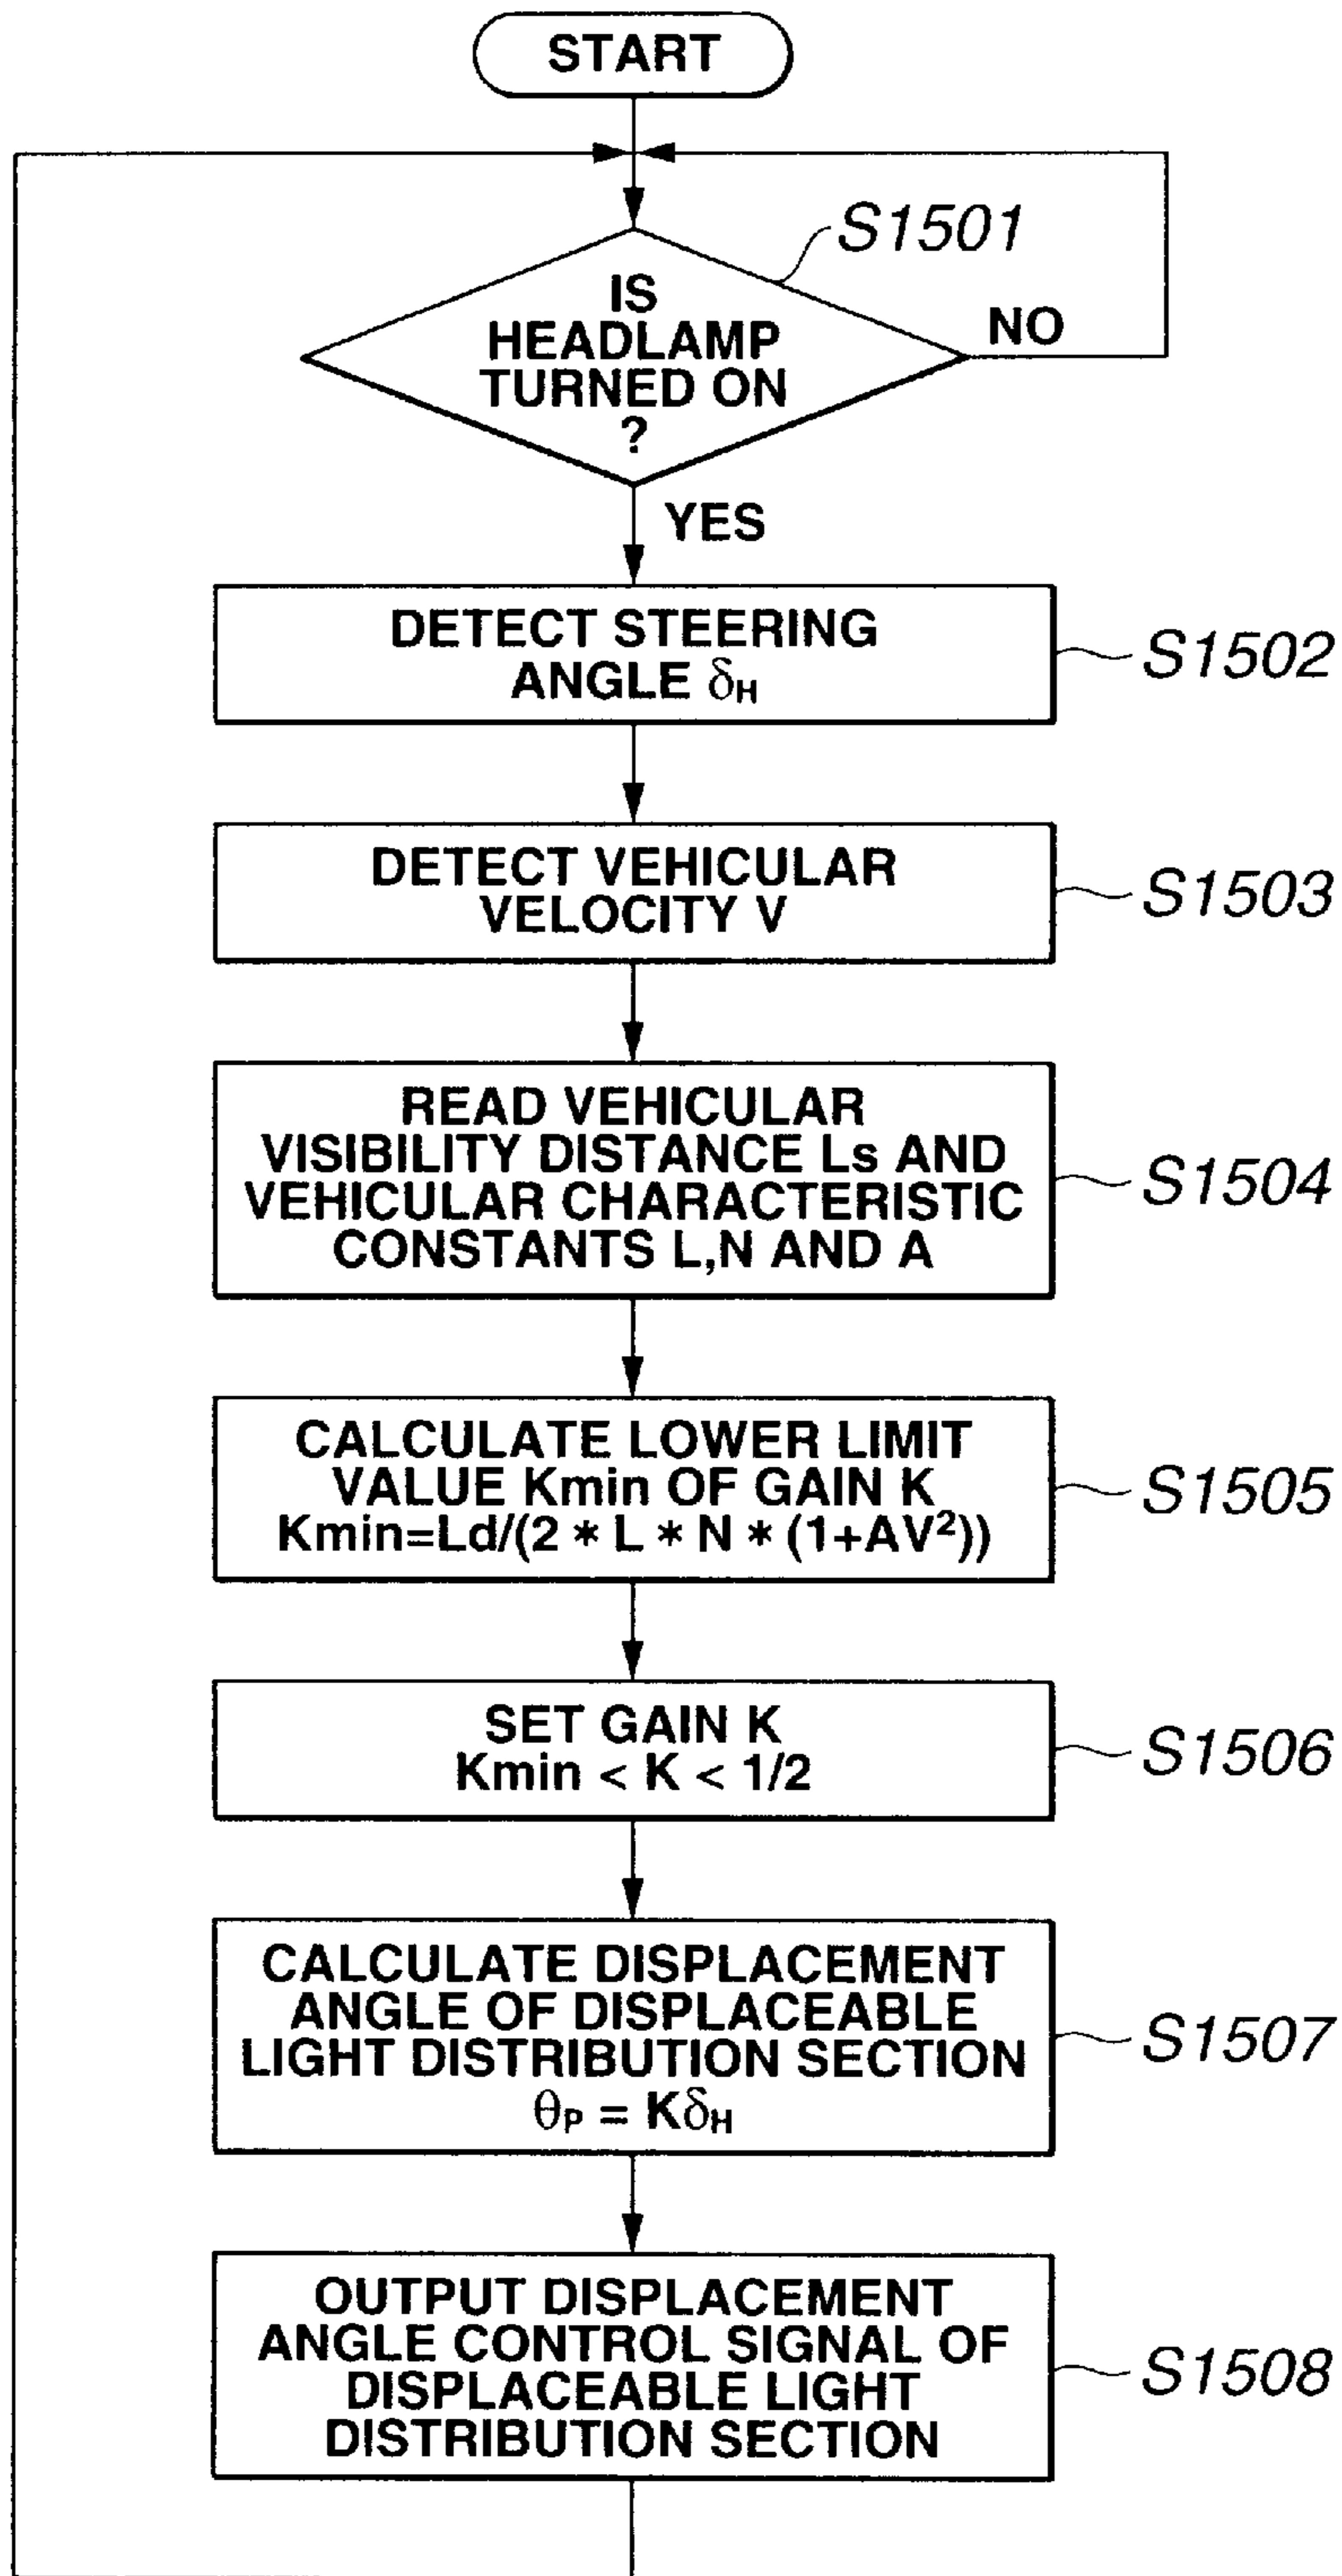 START
S1501
IS
HEADLAMP
TURNED ON
?
NO
YES
DETECT STEERING
ANGLE δH
S1502
DETECT VEHICULAR
VELOCITY V
S1503
READ VEHICULAR
VISIBILITY DISTANCE Ls AND
VEHICULAR CHARACTERISTIC
CONSTANTS L,N AND A
S1504
CALCULATE LOWER LIMIT
VALUE Kmin OF GAIN K
Kmin=Ld/(2 * L * N * (1+AV²))
S1505
SET GAIN K
Kmin < K < 1/2
S1506
CALCULATE DISPLACEMENT
ANGLE OF DISPLACEABLE
LIGHT DISTRIBUTION SECTION
θP = KδH
S1507
OUTPUT DISPLACEMENT
ANGLE CONTROL SIGNAL OF
DISPLACEABLE LIGHT
DISTRIBUTION SECTION
S1508